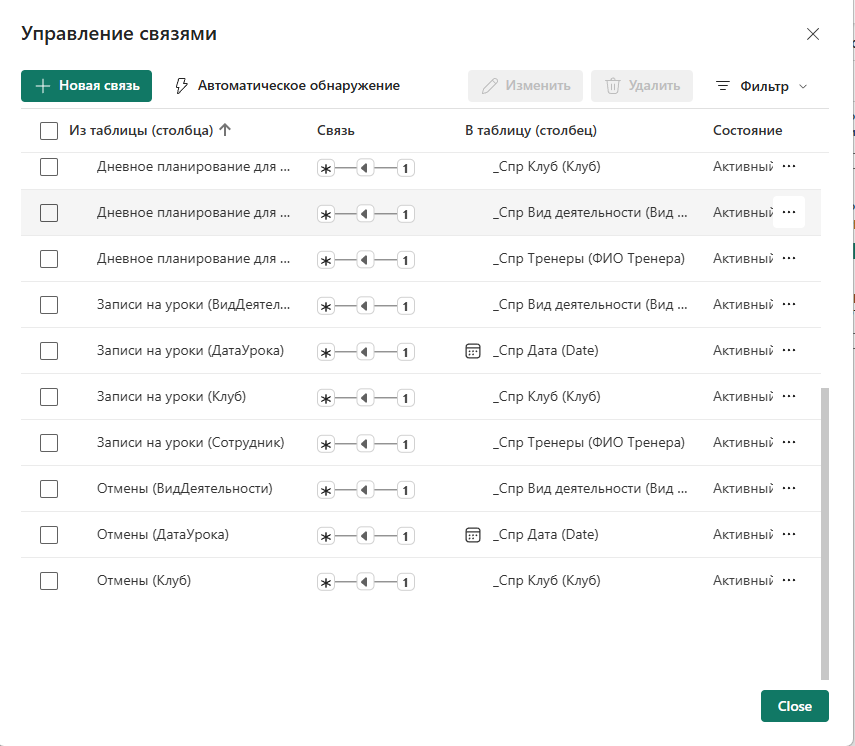 Управление связями
Новая связь Автоматическое обнаружение Изменить Удалить Фильтр
Из таблицы (столбца) Связь В таблицу (столбец) Состояние
Дневное планирование для ... * 1 _Спр Клуб (Клуб) Активный ...
Дневное планирование для ... * 1 _Спр Вид деятельности (Вид ... Активный ...
Дневное планирование для ... * 1 _Спр Тренеры (ФИО Тренера) Активный ...
Записи на уроки (ВидДеятел... * 1 _Спр Вид деятельности (Вид ... Активный ...
Записи на уроки (ДатаУрока) * 1 _Спр Дата (Date) Активный ...
Записи на уроки (Клуб) * 1 _Спр Клуб (Клуб) Активный ...
Записи на уроки (Сотрудник) * 1 _Спр Тренеры (ФИО Тренера) Активный ...
Отмены (ВидДеятельности) * 1 _Спр Вид деятельности (Вид ... Активный ...
Отмены (ДатаУрока) * 1 _Спр Дата (Date) Активный ...
Отмены (Клуб) * 1 _Спр Клуб (Клуб) Активный ...
Close